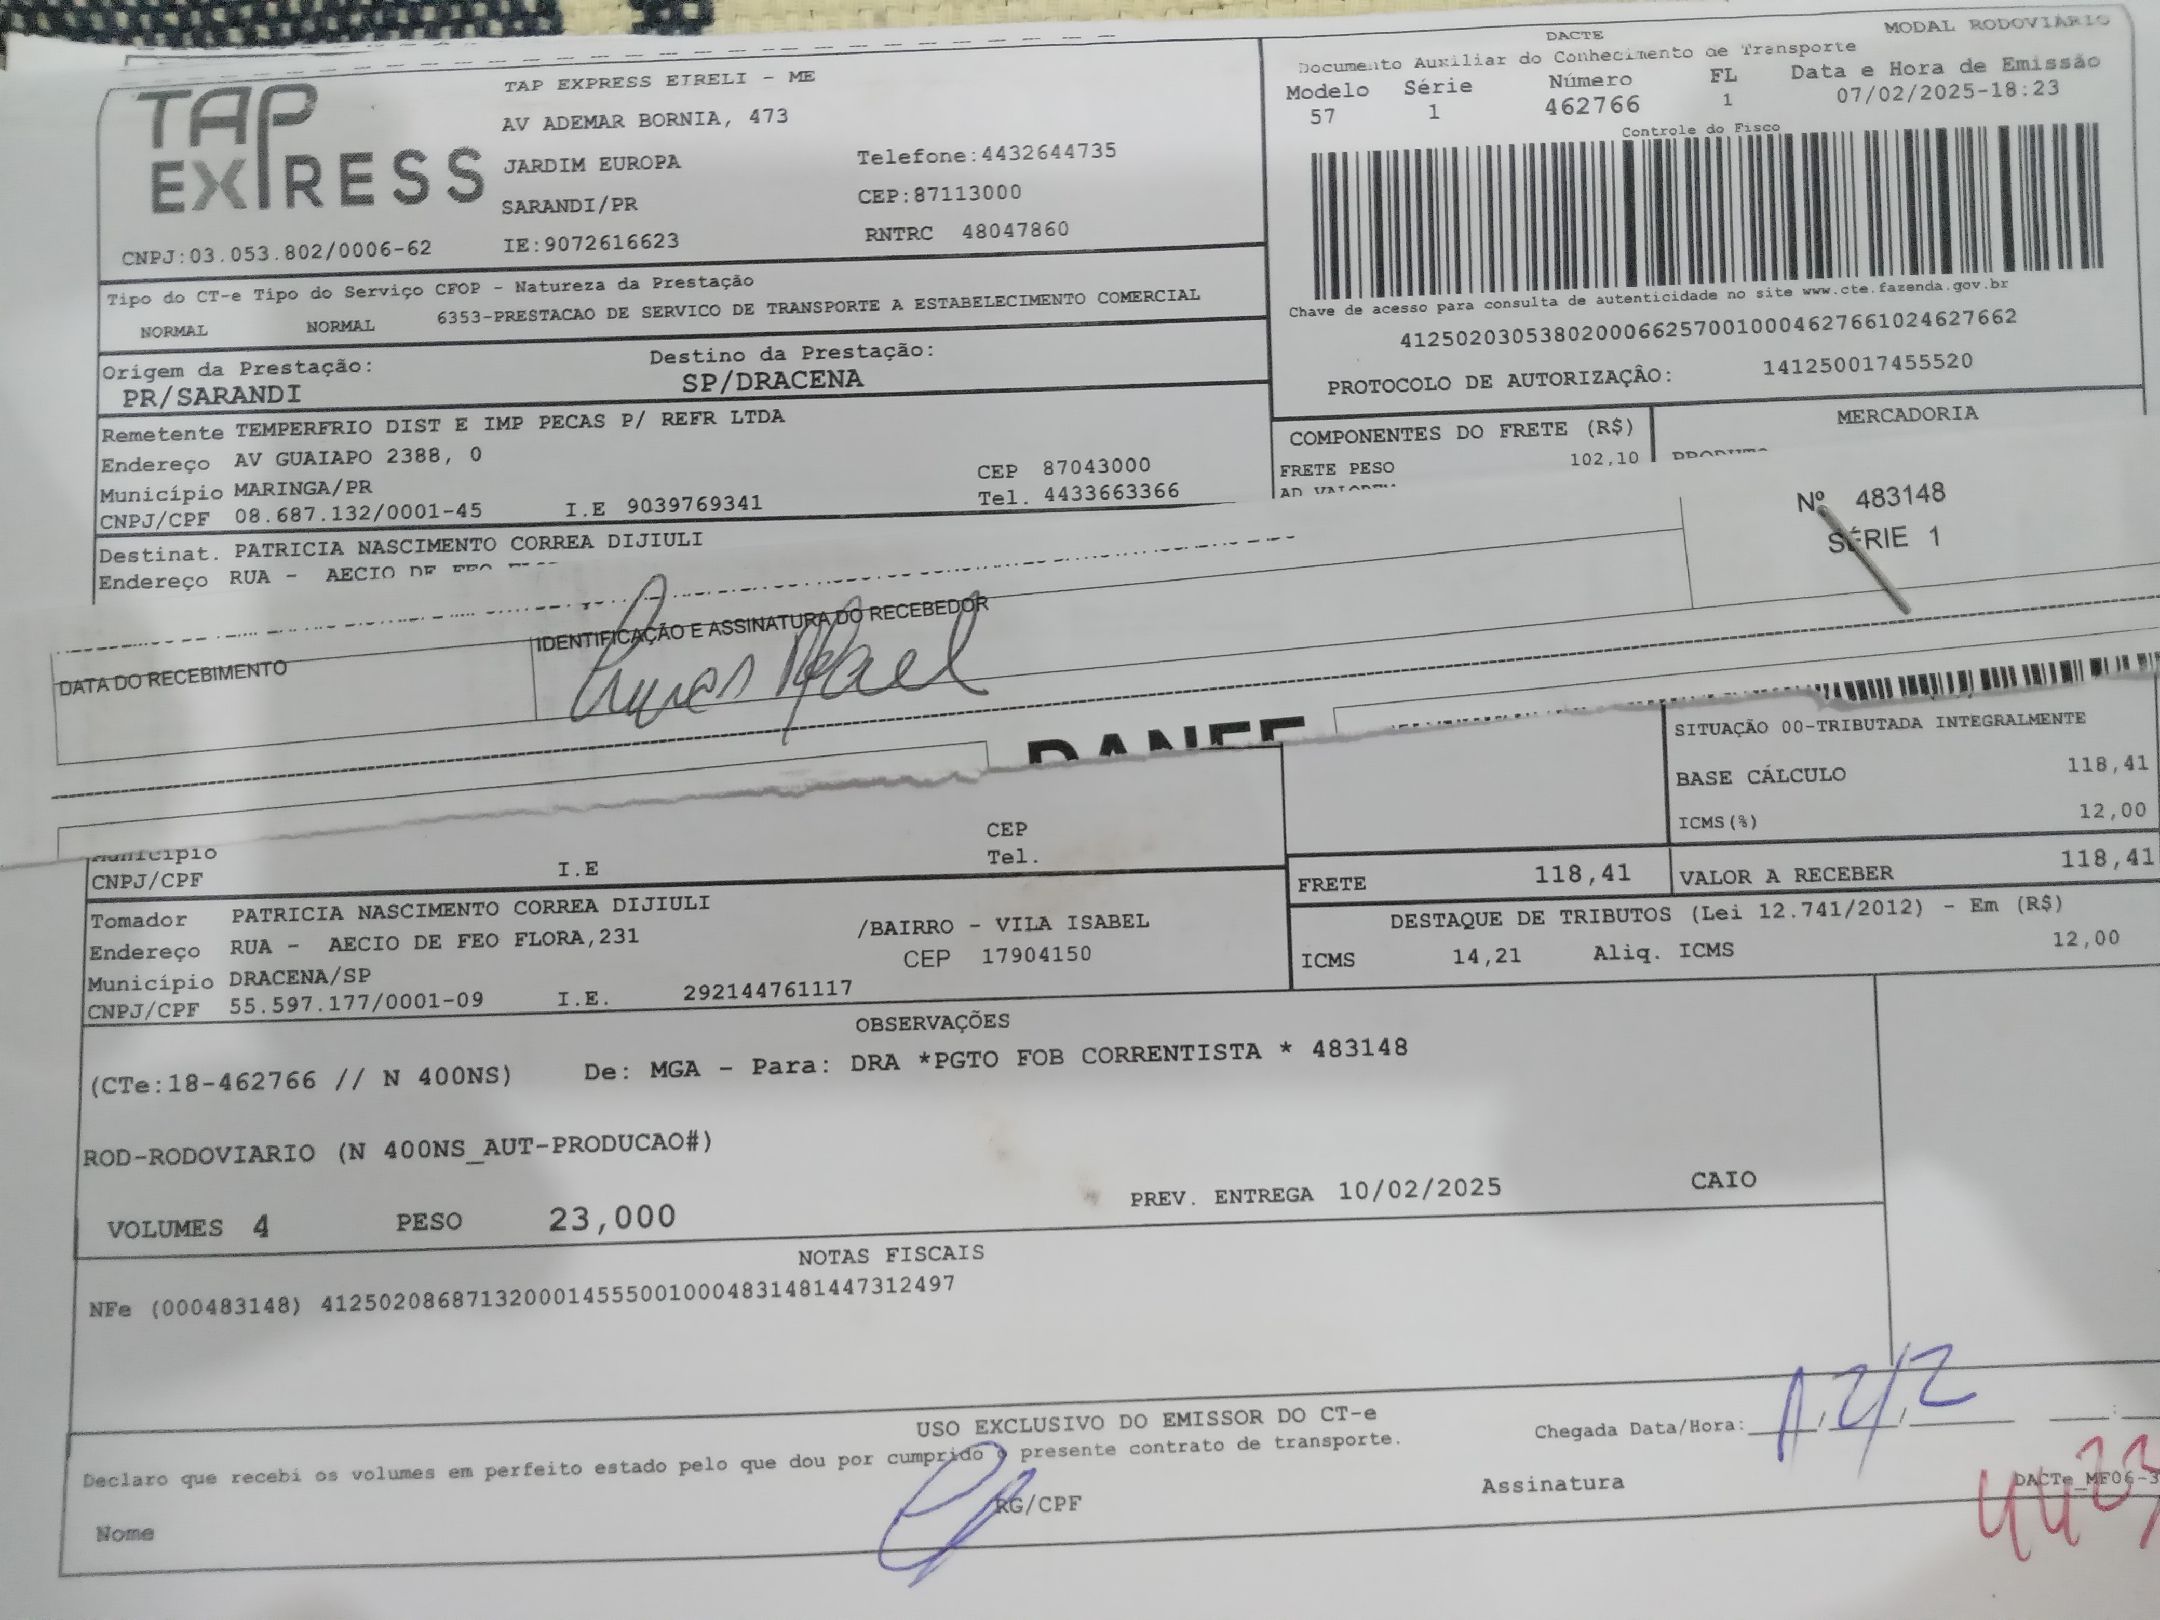 TAP EXPRESS
TAP EXPRESS EIRELI - ME
AV ADEMAR BORNIA, 473
JARDIM EUROPA Telefone:4432644735
SARANDI/PR CEP:87113000
CNPJ:03.053.802/0006-62 IE:9072616623 RNTRC 48047860
DACTE MODAL RODOVIÁRIO
Documento Auxiliar do Conhecimento de Transporte
Modelo Série Número FL Data e Hora de Emissão
57 1 462766 1 07/02/2025-18:23
Controle do Fisco
Chave de acesso para consulta de autenticidade no site www.cte.fazenda.gov.br
41250203053802000662570010004627661024627662
PROTOCOLO DE AUTORIZAÇÂO: 141250017455520
Tipo do CT-e Tipo do Serviço CFOP - Natureza da Prestação
NORMAL NORMAL 6353-PRESTACAO DE SERVICO DE TRANSPORTE A ESTABELECIMENTO COMERCIAL
Origem da Prestação: Destino da Prestação:
PR/SARANDI SP/DRACENA
Remetente TEMPERFRIO DIST E IMP PECAS P/ REFR LTDA
Endereço AV GUAIAPO 2388, 0
Município MARINGA/PR CEP 87043000
CNPJ/CPF 08.687.132/0001-45 I.E 9039769341 Tel. 4433663366
Destinat. PATRICIA NASCIMENTO CORREA DIJIULI
Endereço RUA - AECIO DE FEO
COMPONENTES DO FRETE (R$) MERCADORIA
FRETE PESO 102,10 PRODUTO
AD VALOREM
Nº 483148
SÉRIE 1
DATA DO RECEBIMENTO IDENTIFICAÇÃO E ASSINATURA DO RECEBEDOR
DANFE
SITUAÇÃO 00-TRIBUTADA INTEGRALMENTE
BASE CÁLCULO 118,41
ICMS(%) 12,00
Município CEP
CNPJ/CPF I.E Tel.
FRETE 118,41 VALOR A RECEBER 118,41
Tomador PATRICIA NASCIMENTO CORREA DIJIULI
Endereço RUA - AECIO DE FEO FLORA,231 /BAIRRO - VILA ISABEL
Município DRACENA/SP CEP 17904150
CNPJ/CPF 55.597.177/0001-09 I.E. 292144761117
DESTAQUE DE TRIBUTOS (Lei 12.741/2012) - Em (R$)
ICMS 14,21 Aliq. ICMS 12,00
OBSERVAÇÕES
(CTe:18-462766 // N 400NS) De: MGA - Para: DRA *PGTO FOB CORRENTISTA * 483148
ROD-RODOVIARIO (N 400NS_AUT-PRODUCAO#)
VOLUMES 4 PESO 23,000 PREV. ENTREGA 10/02/2025 CAIO
NOTAS FISCAIS
NFe (000483148) 41250208687132000145550010004831481447312497
USO EXCLUSIVO DO EMISSOR DO CT-e
Declaro que recebi os volumes em perfeito estado pelo que dou por cumprido o presente contrato de transporte.
Chegada Data/Hora:
Nome RG/CPF Assinatura DACTe_MF06-3